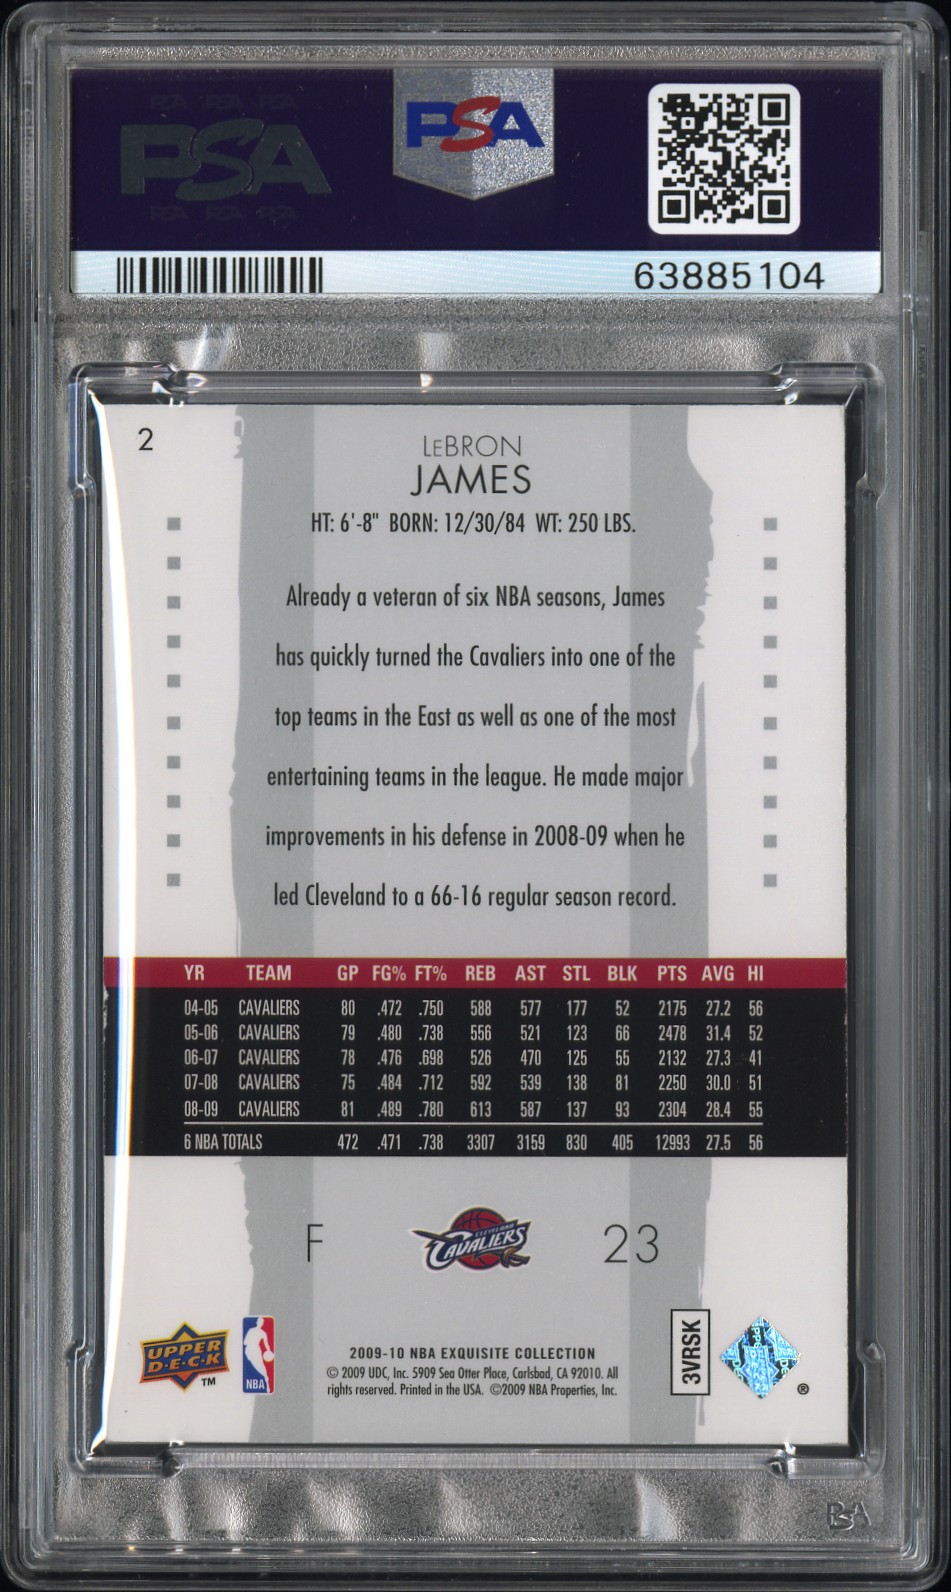 PSA
PSA
63885104
2
LeBRON
JAMES
HT: 6'-8" BORN: 12/30/84 WT: 250 LBS.
Already a veteran of six NBA seasons, James
has quickly turned the Cavaliers into one of the
top teams in the East as well as one of the most
entertaining teams in the league. He made major
improvements in his defense in 2008-09 when he
led Cleveland to a 66-16 regular season record.
YR TEAM GP FG% FT% REB AST STL BLK PTS AVG HI
04-05 CAVALIERS 80 .472 .750 588 577 177 52 2175 27.2 56
05-06 CAVALIERS 79 .480 .738 556 521 123 66 2478 31.4 52
06-07 CAVALIERS 78 .476 .698 526 470 125 55 2132 27.3 41
07-08 CAVALIERS 75 .484 .712 592 539 138 81 2250 30.0 51
08-09 CAVALIERS 81 .489 .780 613 587 137 93 2304 28.4 55
6 NBA TOTALS 472 .471 .738 3307 3159 830 405 12993 27.5 56
F
CLEVELAND
CAVALIERS
23
UPPER
D·E·C·K
TM
NBA
2009-10 NBA EXQUISITE COLLECTION
© 2009 UDC, Inc. 5909 Sea Otter Place, Carlsbad, CA 92010. All
rights reserved. Printed in the USA. ©2009 NBA Properties, Inc.
3VRSK
®
PSA